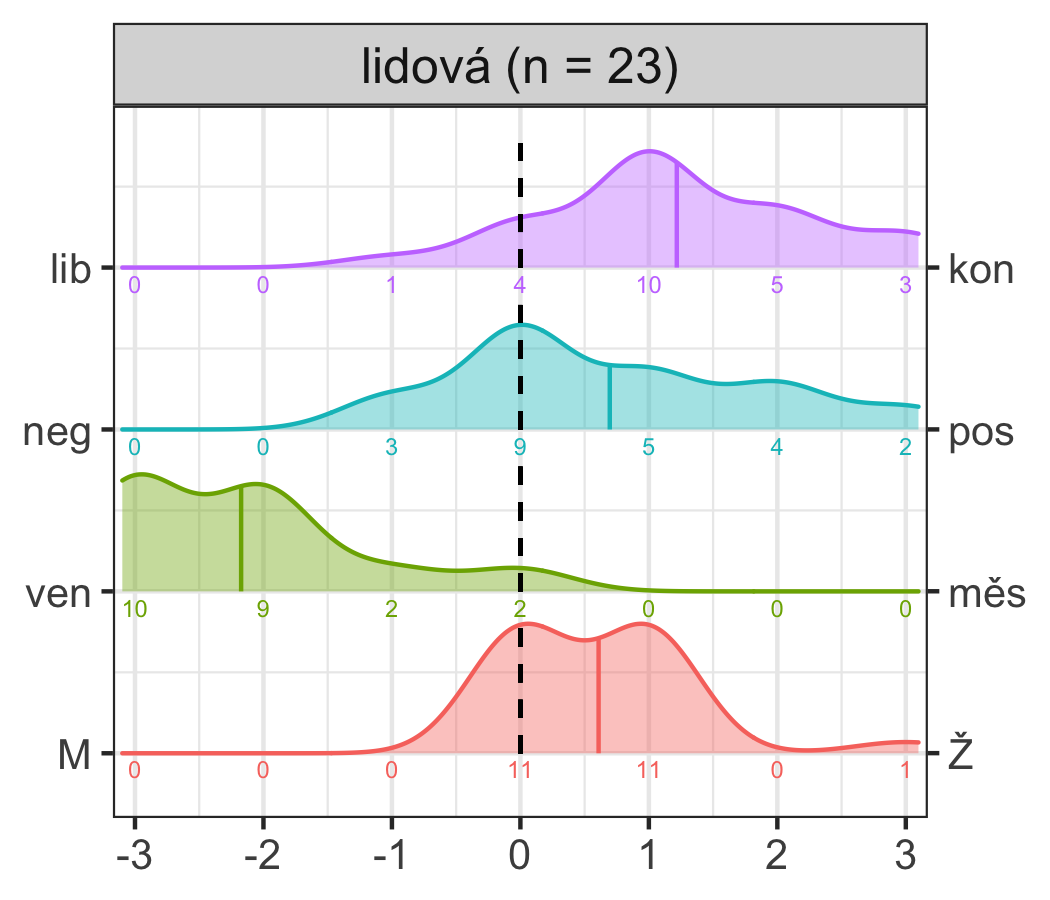 lidová (n = 23)
lib kon
0 0 1 4 10 5 3
neg pos
0 0 3 9 5 4 2
ven měs
10 9 2 2 0 0 0
M Ž
0 0 0 11 11 0 1
-3 -2 -1 0 1 2 3